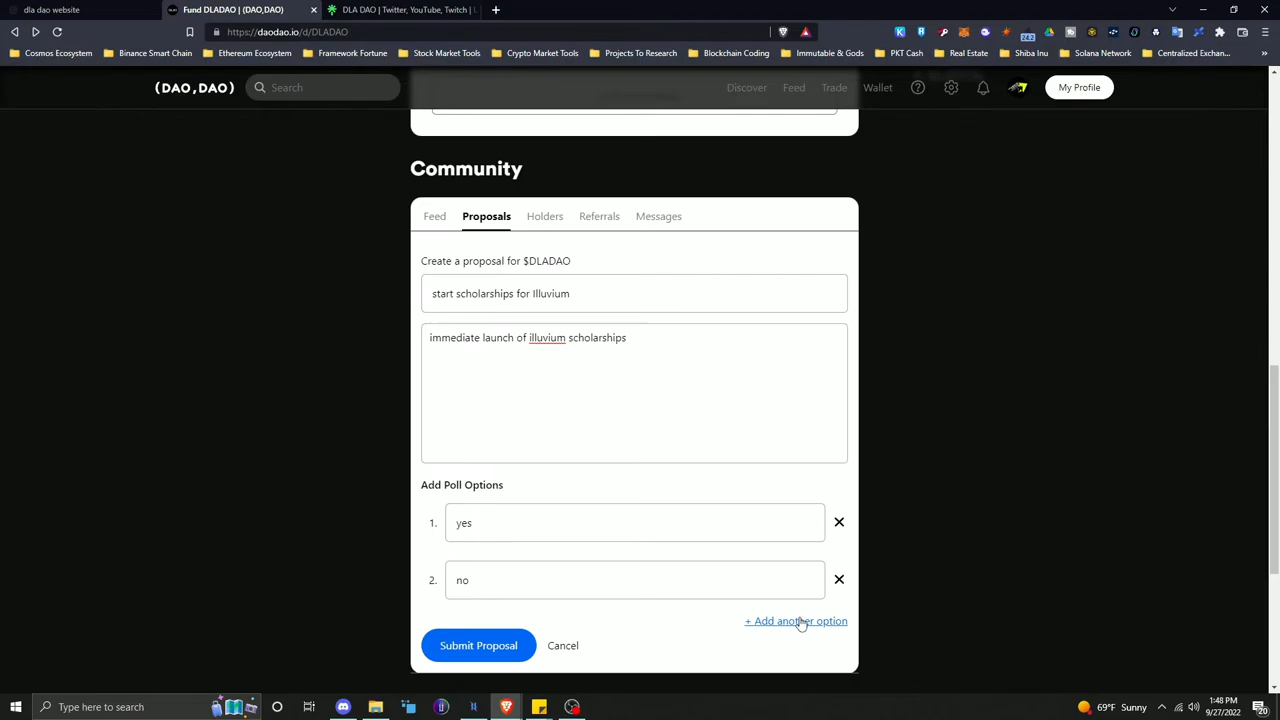 dla dao website
Fund DLADAO | (DAO,DAO)
DLA DAO | Twitter, YouTube, Twitch | L
https://daodao.io/d/DLADAO
24.2
Cosmos Ecosystem
Binance Smart Chain
Ethereum Ecosystem
Framework Fortune
Stock Market Tools
Crypto Market Tools
Projects To Research
Blockchain Coding
Immutable & Gods
PKT Cash
Real Estate
Shiba Inu
Solana Network
Centralized Exchan...
(DAO,DAO)
Search
Discover
Feed
Trade
Wallet
My Profile
Community
Feed
Proposals
Holders
Referrals
Messages
Create a proposal for $DLADAO
start scholarships for Illuvium
immediate launch of illuvium scholarships
Add Poll Options
1. yes
2. no
+ Add another option
Submit Proposal
Cancel
Type here to search
69°F Sunny
1:48 PM
9/27/2022
20